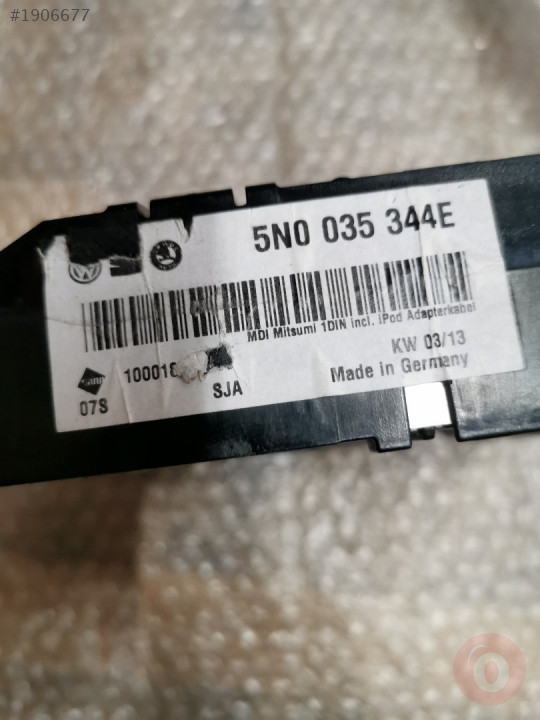 #1906677
5N0 035 344E
MDI Mitsumi 1DIN incl. iPod Adapterkabel
KW 03/13
Made in Germany
07S
SJA